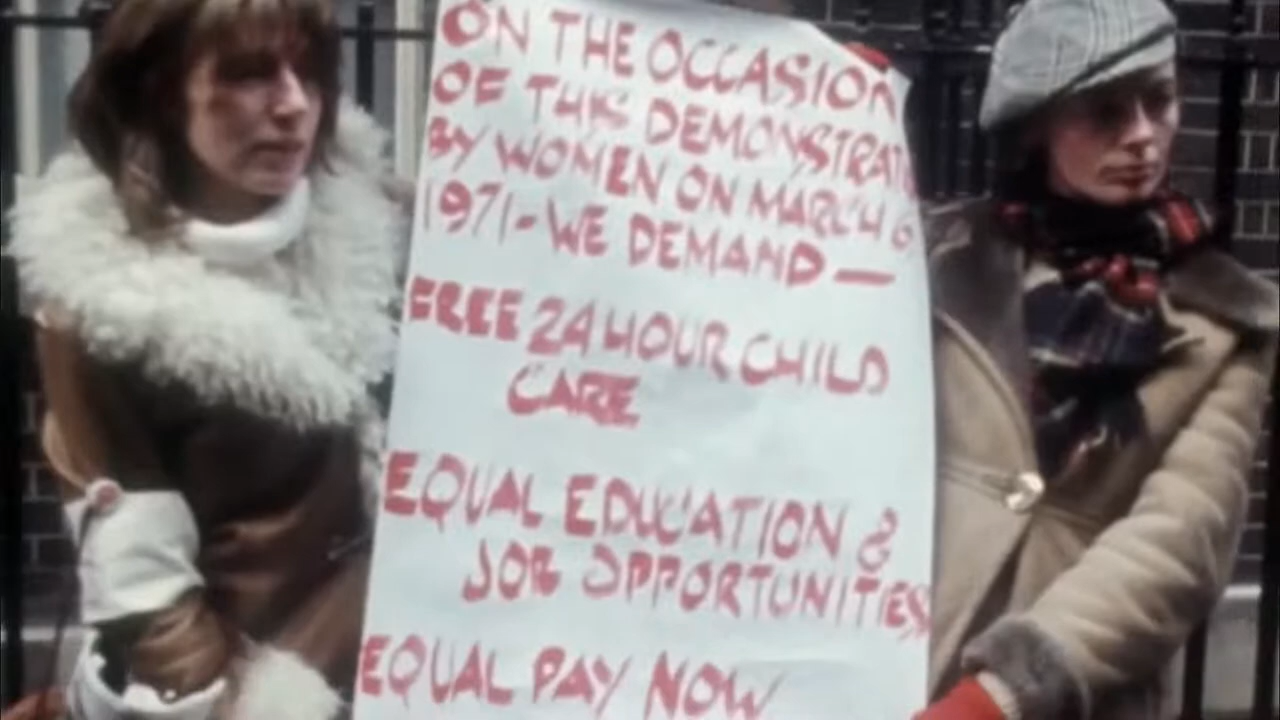 ON THE OCCASION
OF THIS DEMONSTRAT
BY WOMEN ON MARCH 6
1971-WE DEMAND —
FREE 24 HOUR CHILD
CARE
EQUAL EDUCATION &
JOB OPPORTUNITIES
EQUAL PAY NOW